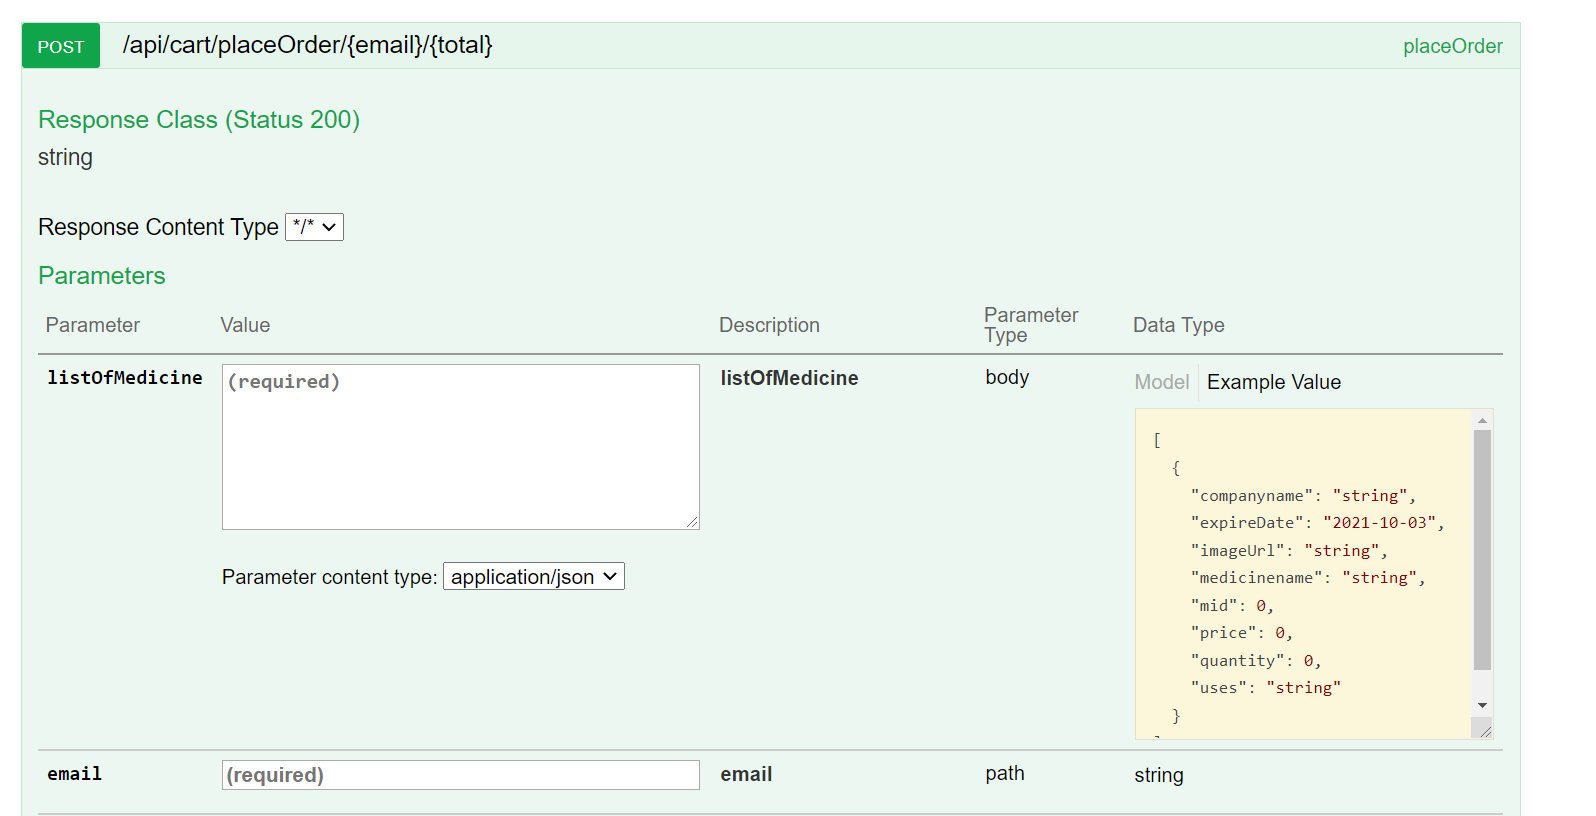 POST /api/cart/placeOrder/{email}/{total} placeOrder
Response Class (Status 200)
string
Response Content Type */*
Parameters
Parameter Value Description Parameter Type Data Type
listOfMedicine (required) listOfMedicine body Model Example Value
[
{
"companyname": "string",
"expireDate": "2021-10-03",
"imageUrl": "string",
"medicinename": "string",
"mid": 0,
"price": 0,
"quantity": 0,
"uses": "string"
}
Parameter content type: application/json
email (required) email path string